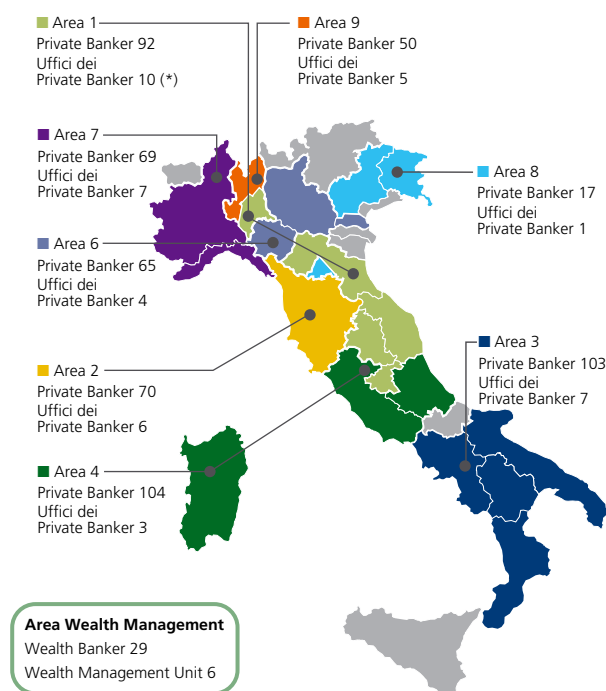 Area 1
Private Banker 92
Uffici dei
Private Banker 10 (*)
Area 9
Private Banker 50
Uffici dei
Private Banker 5
Area 7
Private Banker 69
Uffici dei
Private Banker 7
Area 8
Private Banker 17
Uffici dei
Private Banker 1
Area 6
Private Banker 65
Uffici dei
Private Banker 4
Area 3
Private Banker 103
Uffici dei
Private Banker 7
Area 2
Private Banker 70
Uffici dei
Private Banker 6
Area 4
Private Banker 104
Uffici dei
Private Banker 3
Area Wealth Management
Wealth Banker 29
Wealth Management Unit 6